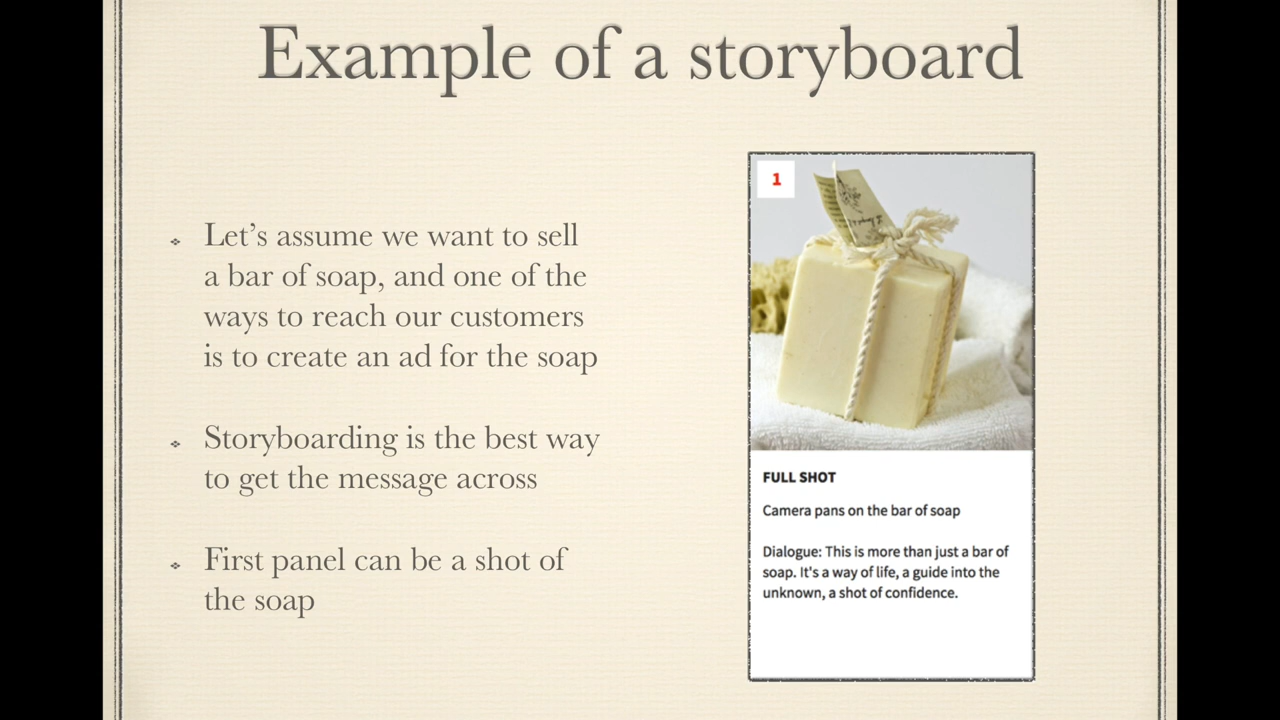 Example of a storyboard
Let’s assume we want to sell
a bar of soap, and one of the
ways to reach our customers
is to create an ad for the soap
Storyboarding is the best way
to get the message across
First panel can be a shot of
the soap
1
FULL SHOT
Camera pans on the bar of soap
Dialogue: This is more than just a bar of
soap. It's a way of life, a guide into the
unknown, a shot of confidence.